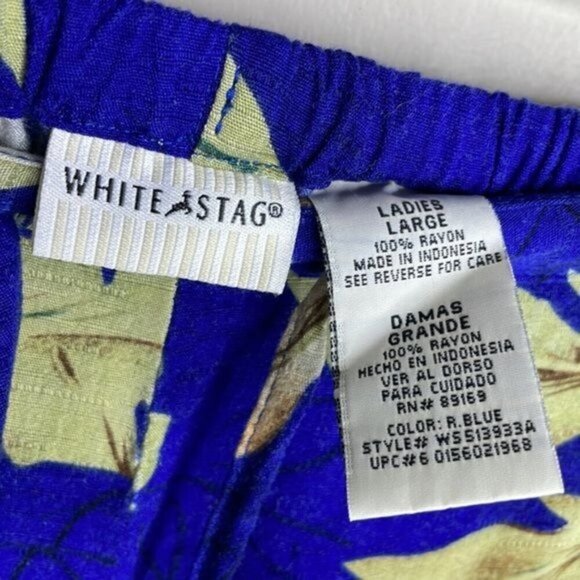 WHITE STAG®
LADIES
LARGE
100% RAYON
MADE IN INDONESIA
SEE REVERSE FOR CARE
DAMAS
GRANDE
100% RAYON
HECHO EN INDONESIA
VER AL DORSO
PARA CUIDADO
RN# 89169
COLOR: R.BLUE
STYLE# WS513933A
UPC#6 0156021968